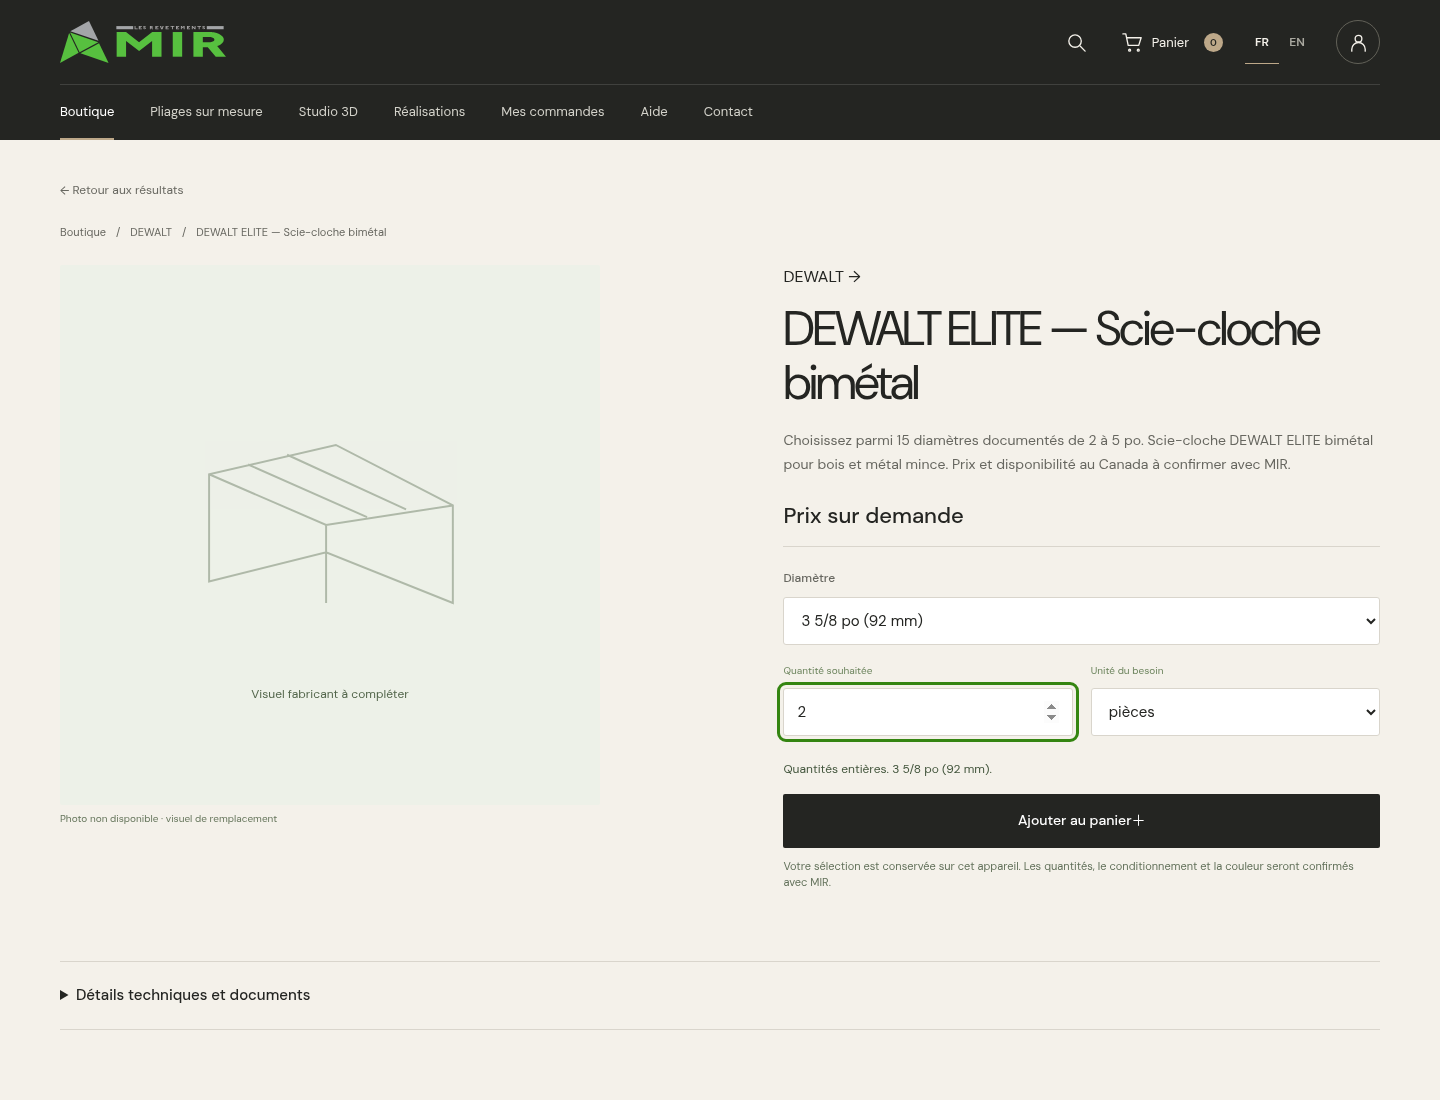 LES REVÊTEMENTS
MIR
Panier 0 FR EN
Boutique Pliages sur mesure Studio 3D Réalisations Mes commandes Aide Contact
← Retour aux résultats
Boutique / DEWALT / DEWALT ELITE — Scie-cloche bimétal
Visuel fabricant à compléter
Photo non disponible · visuel de remplacement
DEWALT →
DEWALT ELITE — Scie-cloche
bimétal
Choisissez parmi 15 diamètres documentés de 2 à 5 po. Scie-cloche DEWALT ELITE bimétal
pour bois et métal mince. Prix et disponibilité au Canada à confirmer avec MIR.
Prix sur demande
Diamètre
3 5/8 po (92 mm)
Quantité souhaitée Unité du besoin
2 pièces
Quantités entières. 3 5/8 po (92 mm).
Ajouter au panier+
Votre sélection est conservée sur cet appareil. Les quantités, le conditionnement et la couleur seront confirmés
avec MIR.
Détails techniques et documents